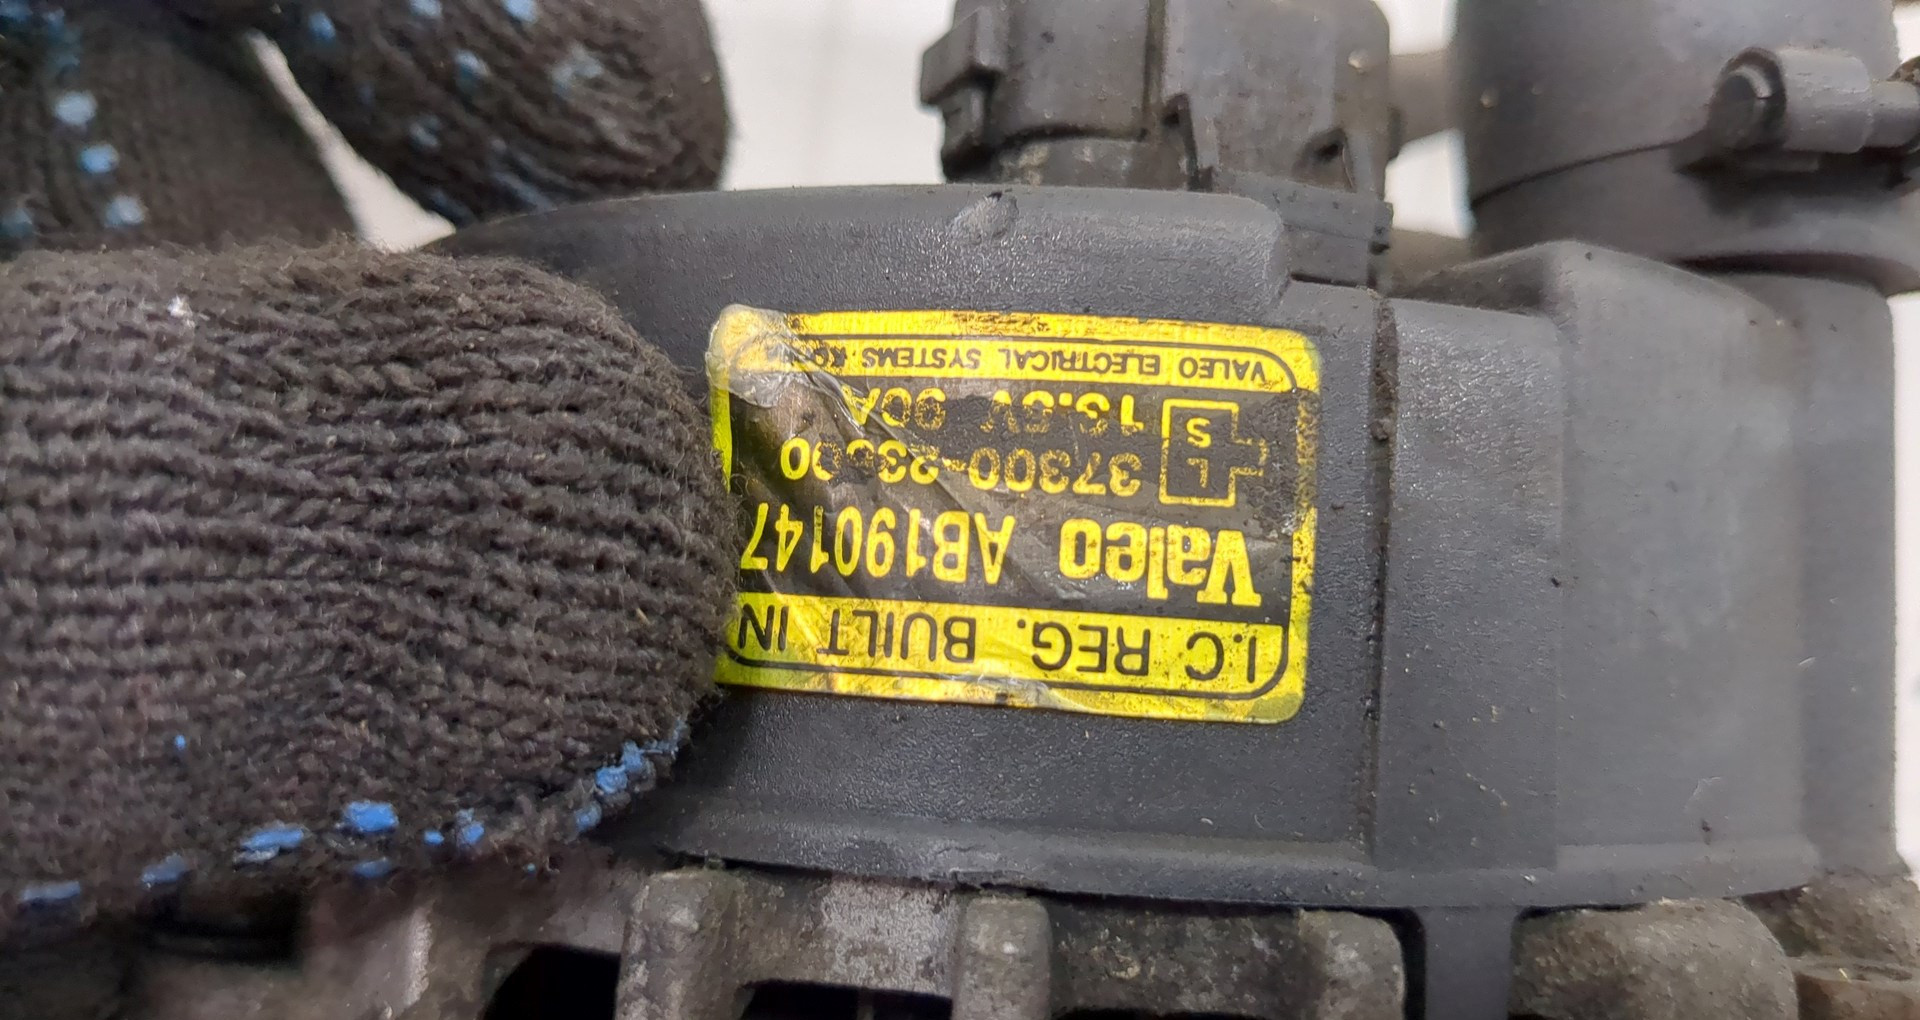 I.C REG. BUILT IN
Valeo AB190147
L 37300-23600
S 13.5V 90A
VALEO ELECTRICAL SYSTEMS.